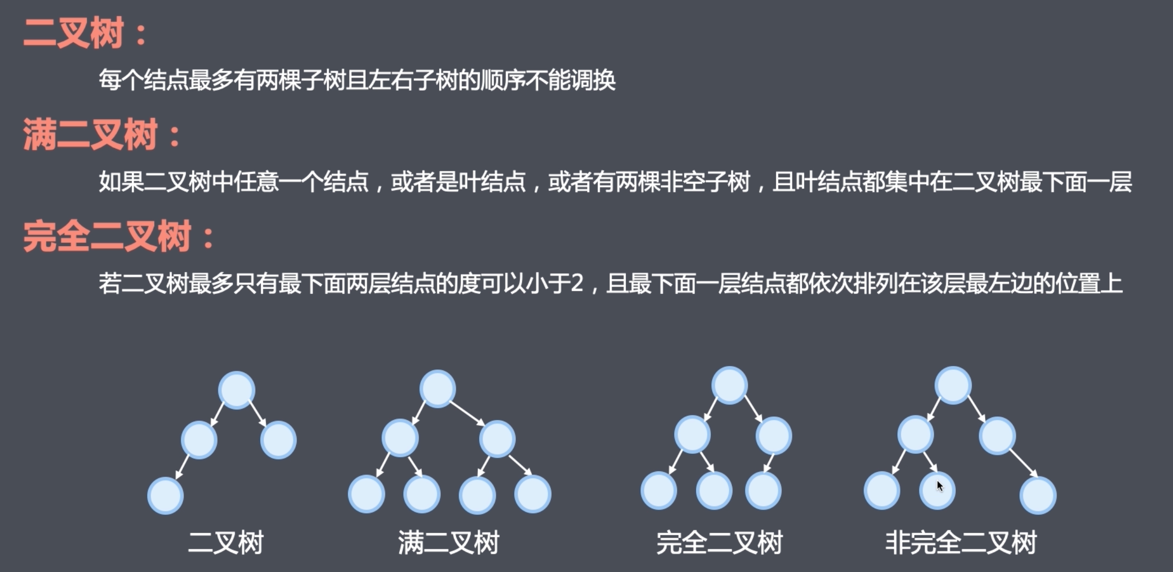 二叉树：
每个结点最多有两棵子树且左右子树的顺序不能调换
满二叉树：
如果二叉树中任意一个结点，或者是叶结点，或者有两棵非空子树，且叶结点都集中在二叉树最下面一层
完全二叉树：
若二叉树最多只有最下面两层结点的度可以小于2，且最下面一层结点都依次排列在该层最左边的位置上
二叉树
满二叉树
完全二叉树
非完全二叉树